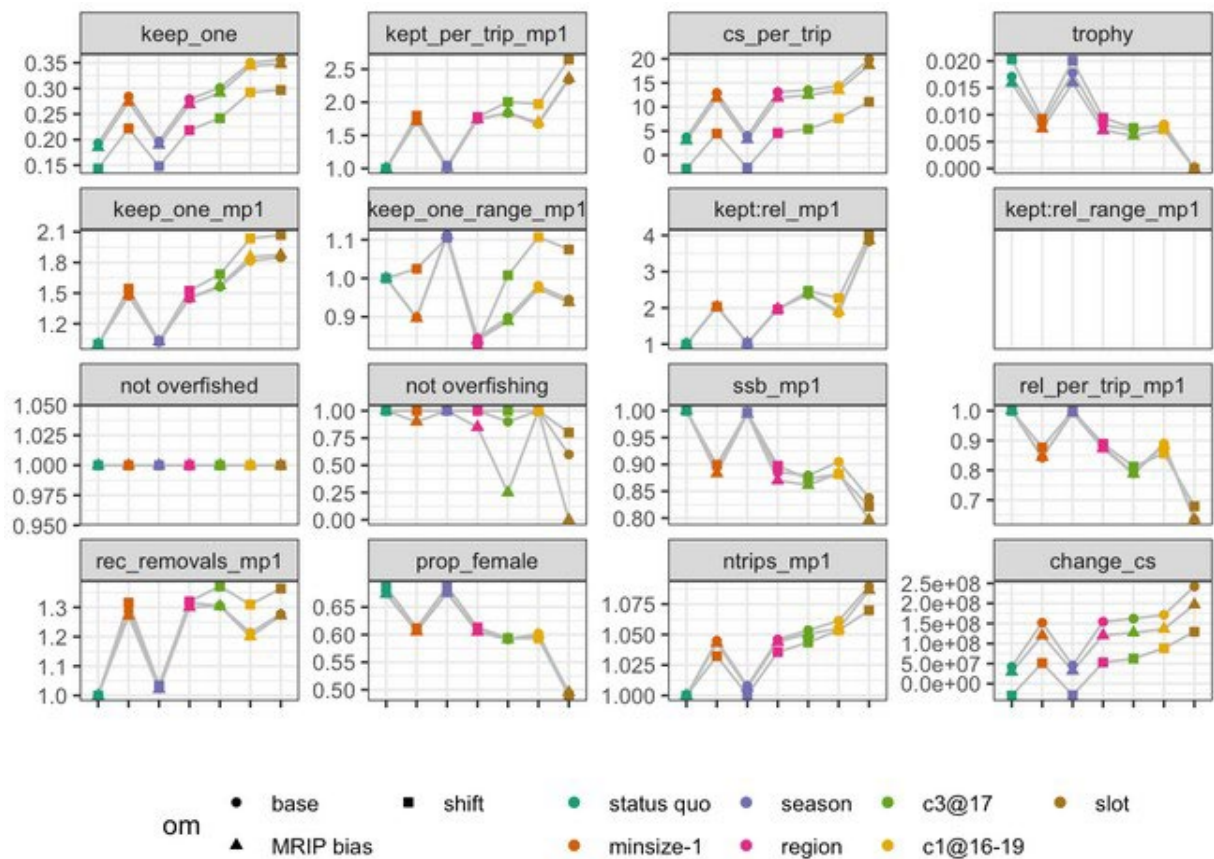 keep_one kept_per_trip_mp1 cs_per_trip trophy
0.35 0.30 0.25 0.20 0.15
2.5 2.0 1.5 1.0
20 15 10 5 0
0.020 0.015 0.010 0.005 0.000
keep_one_mp1 keep_one_range_mp1 kept:rel_mp1 kept:rel_range_mp1
2.1 1.8 1.5 1.2
1.1 1.0 0.9
4 3 2 1
not overfished not overfishing ssb_mp1 rel_per_trip_mp1
1.050 1.025 1.000 0.975 0.950
1.00 0.75 0.50 0.25 0.00
1.00 0.95 0.90 0.85 0.80
1.0 0.9 0.8 0.7
rec_removals_mp1 prop_female ntrips_mp1 change_cs
1.3 1.2 1.1 1.0
0.65 0.60 0.55 0.50
1.075 1.050 1.025 1.000
2.5e+08 2.0e+08 1.5e+08 1.0e+08 5.0e+07 0.0e+00
om
base shift status quo season c3@17 slot
MRIP bias minsize-1 region c1@16-19